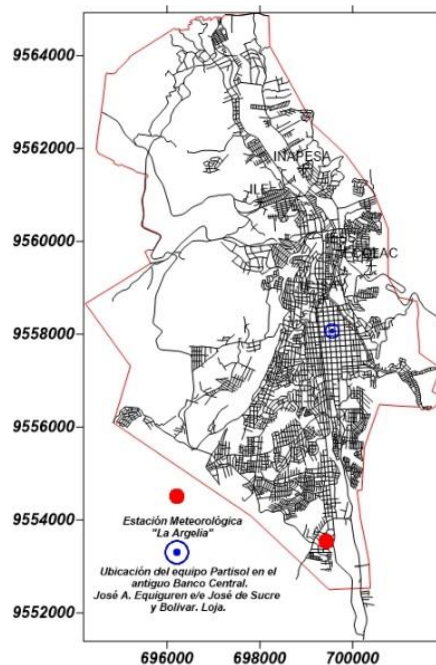 9564000
9562000
INAPESA
ILE
9560000
9558000
9556000
9554000
Estación Meteorológica
"La Argelia"
Ubicación del equipo Partisol en el
antiguo Banco Central.
José A. Equiguren e/e José de Sucre
y Bolívar. Loja.
9552000
696000 698000 700000